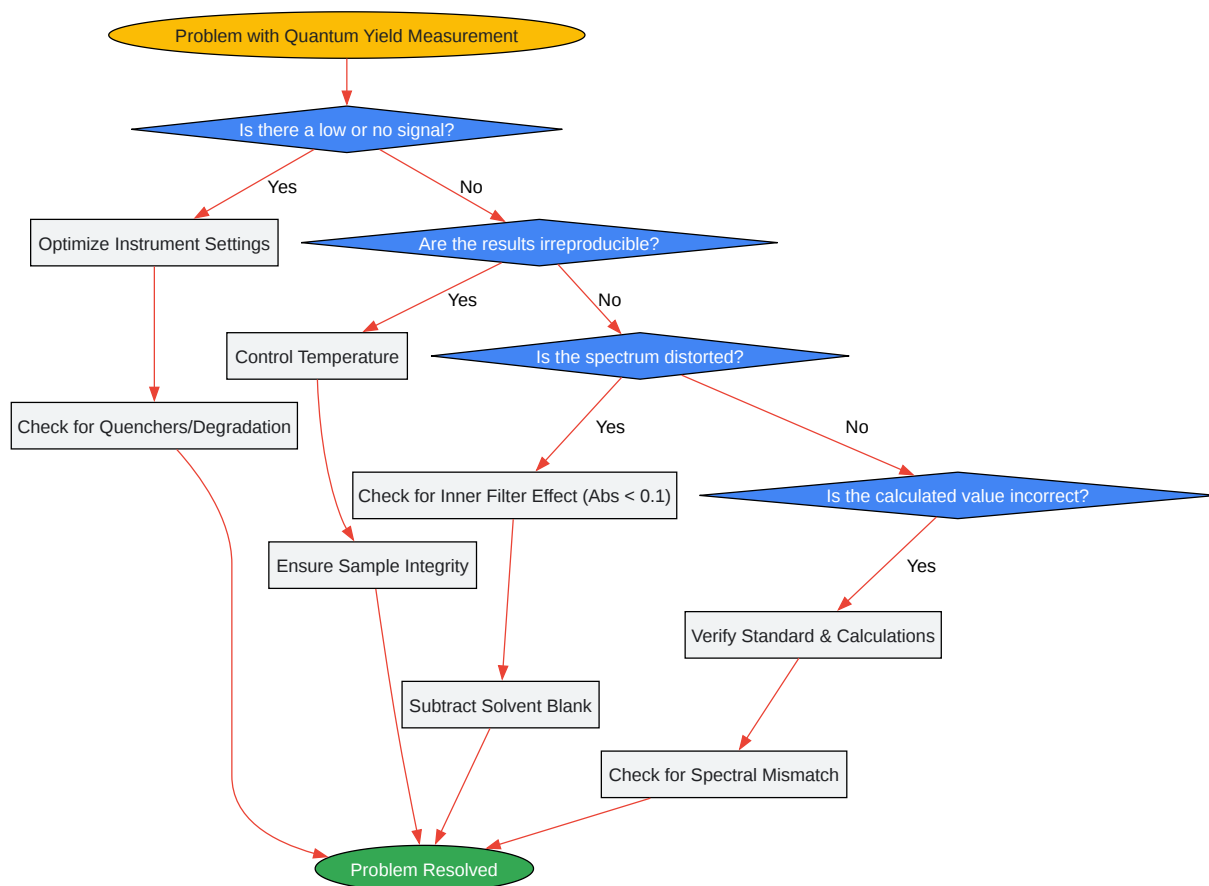 Problem with Quantum Yield Measurement
Is there a low or no signal?
Yes
No
Optimize Instrument Settings
Are the results irreproducible?
Yes
No
Control Temperature
Is the spectrum distorted?
Check for Quenchers/Degradation
Yes
No
Check for Inner Filter Effect (Abs < 0.1)
Is the calculated value incorrect?
Ensure Sample Integrity
Yes
Verify Standard & Calculations
Subtract Solvent Blank
Check for Spectral Mismatch
Problem Resolved